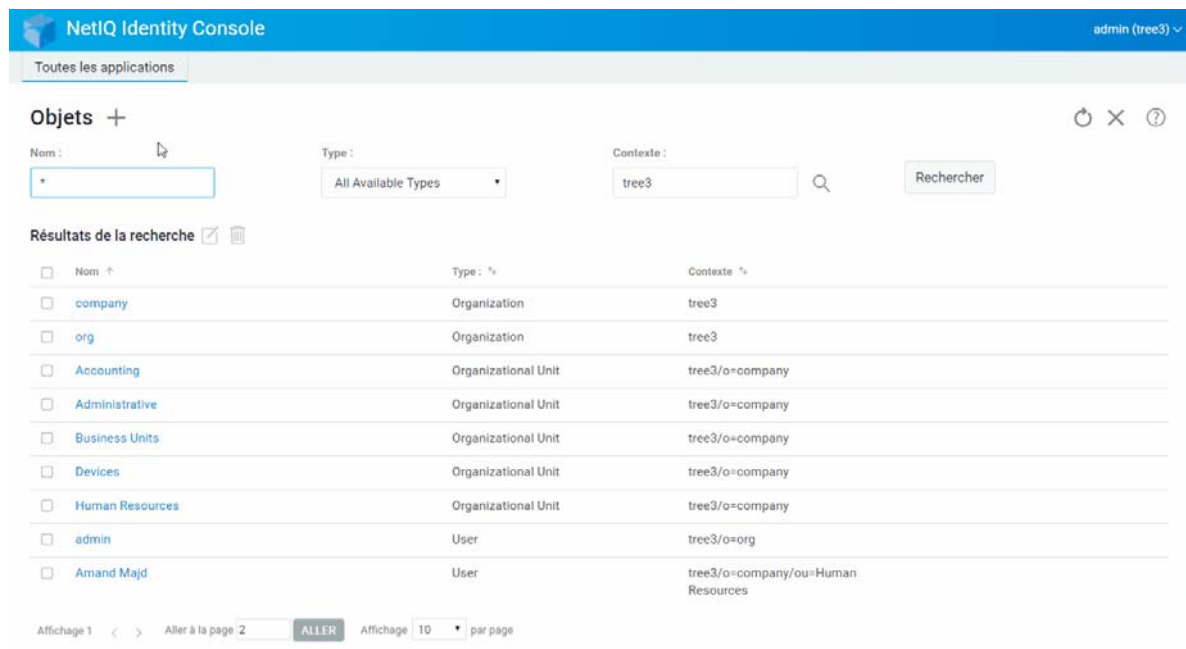 NetIQ Identity Console admin (tree3)
Toutes les applications
Objets
Nom : Type : Contexte :
* All Available Types tree3 Rechercher
Résultats de la recherche
Nom Type : Contexte
company Organization tree3
org Organization tree3
Accounting Organizational Unit tree3/o=company
Administrative Organizational Unit tree3/o=company
Business Units Organizational Unit tree3/o=company
Devices Organizational Unit tree3/o=company
Human Resources Organizational Unit tree3/o=company
admin User tree3/o=org
Amand Majd User tree3/o=company/ou=Human
Resources
Affichage 1 < > Aller à la page 2 ALLER Affichage 10 par page